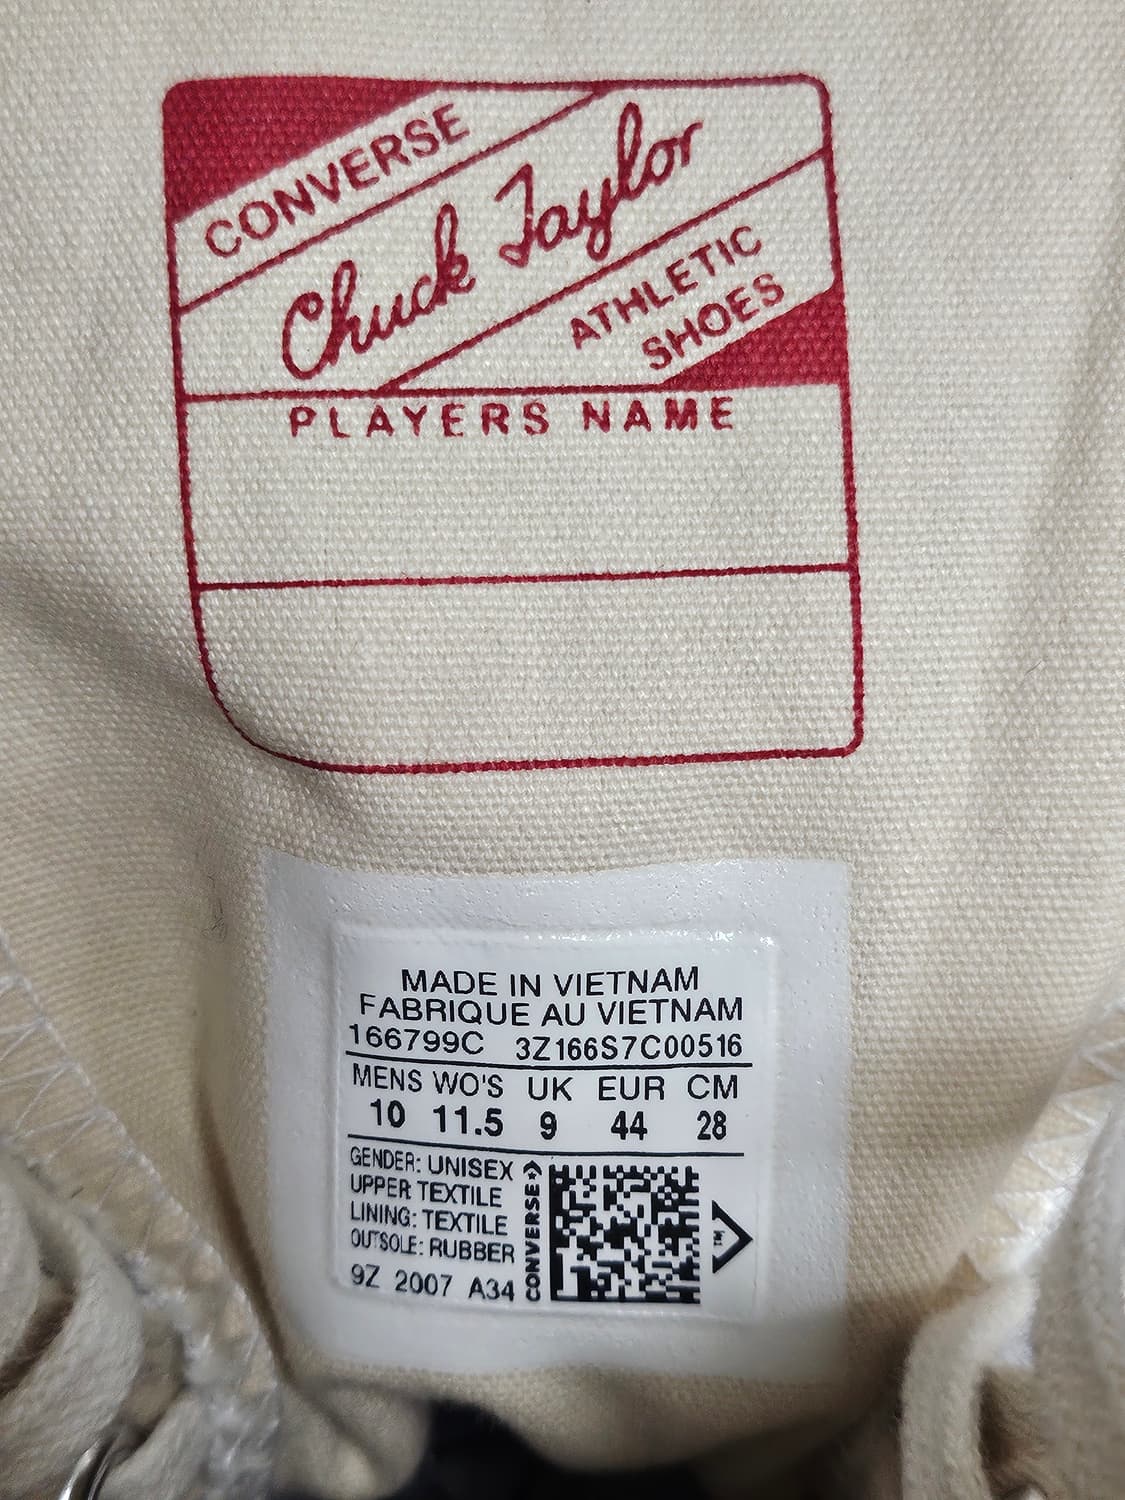 CONVERSE
Chuck Taylor
ATHLETIC
SHOES
PLAYERS NAME
MADE IN VIETNAM
FABRIQUE AU VIETNAM
166799C 3Z166S7C00516
MENS WO'S UK EUR CM
10 11.5 9 44 28
GENDER: UNISEX
UPPER TEXTILE
LINING: TEXTILE
OUTSOLE: RUBBER
9Z 2007 A34
CONVERSE
TM